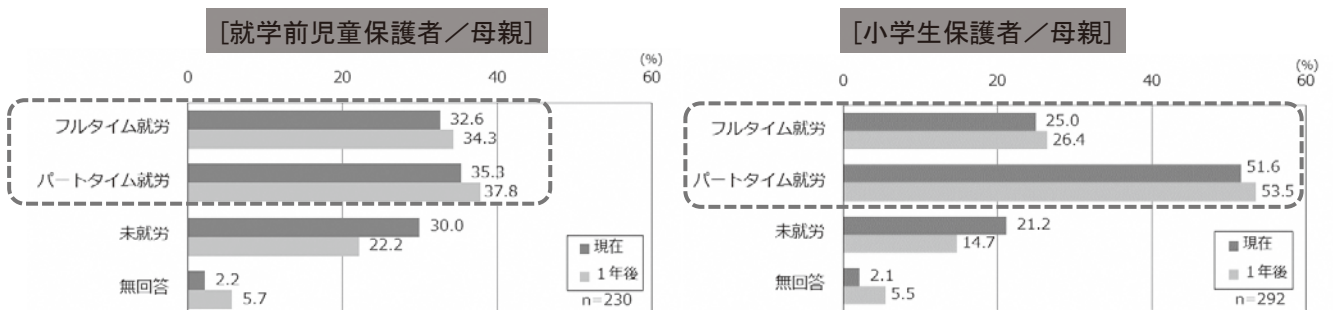 [就学前児童保護者／母親]
(%)
0 20 40 60
フルタイム就労 32.6
34.3
パートタイム就労 35.3
37.8
未就労 30.0
22.2
無回答 2.2
5.7
■現在
■1年後
n=230
[小学生保護者／母親]
(%)
0 20 40 60
フルタイム就労 25.0
26.4
パートタイム就労 51.6
53.5
未就労 21.2
14.7
無回答 2.1
5.5
■現在
■1年後
n=292